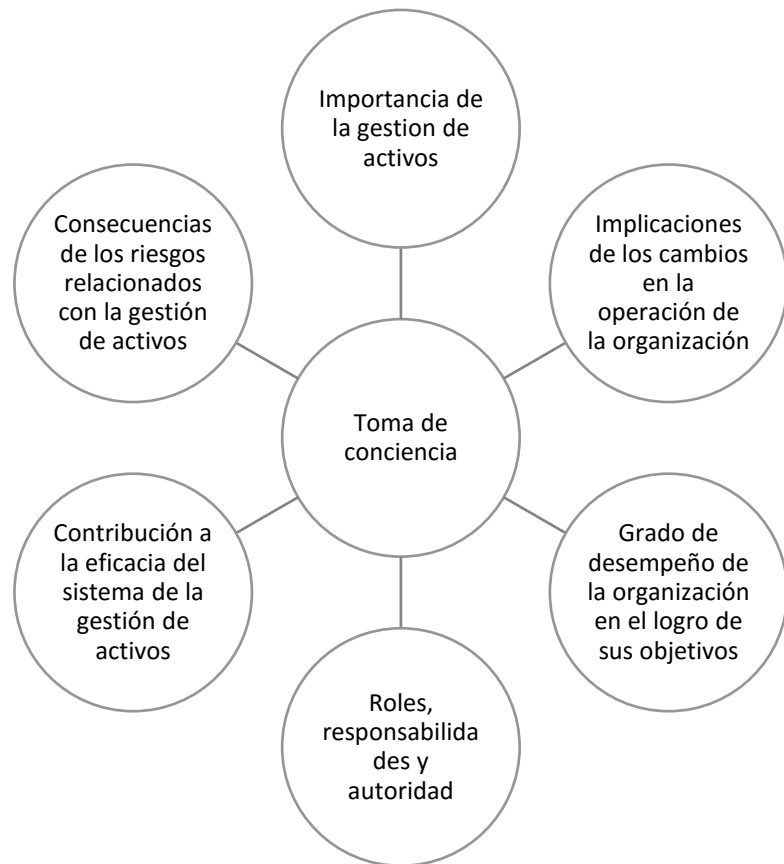 Importancia de
la gestion de
activos
Implicaciones
de los cambios
en la
operación de
la organización
Grado de
desempeño de
la organización
en el logro de
sus objetivos
Roles,
responsabilida
des y
autoridad
Contribución a
la eficacia del
sistema de la
gestión de
activos
Consecuencias
de los riesgos
relacionados
con la gestión
de activos
Toma de
conciencia